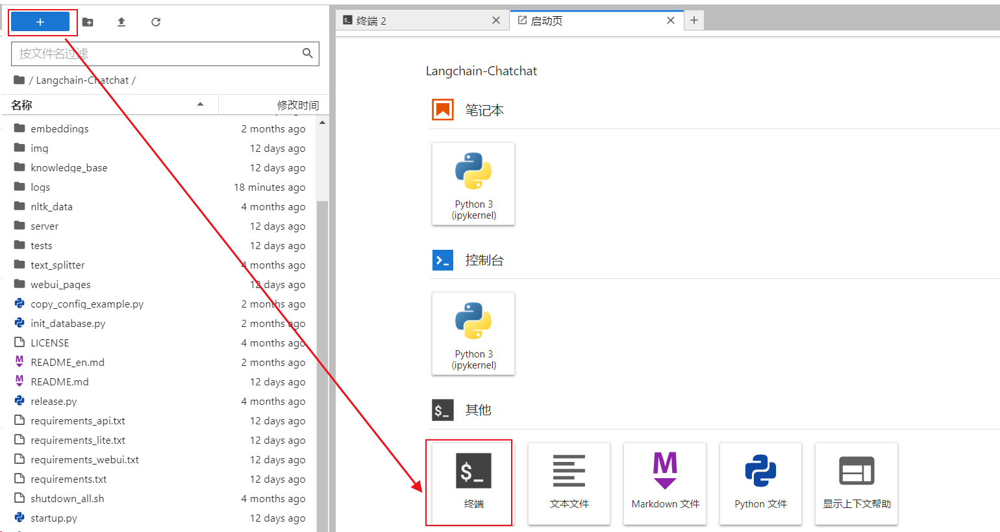 按文件名过滤
/ Langchain-Chatchat /
名称 修改时间
embeddings 2 months ago
img 12 days ago
knowledge_base 12 days ago
logs 18 minutes ago
nltk_data 4 months ago
server 12 days ago
tests 12 days ago
text_splitter 4 months ago
webui_pages 12 days ago
copy_config_example.py 2 months ago
init_database.py 2 months ago
LICENSE 4 months ago
README_en.md 2 months ago
README.md 12 days ago
release.py 4 months ago
requirements_api.txt 12 days ago
requirements_lite.txt 12 days ago
requirements_webui.txt 12 days ago
requirements.txt 12 days ago
shutdown_all.sh 4 months ago
startup.py 12 days ago
终端 2
启动页
Langchain-Chatchat
笔记本
Python 3
(ipykernel)
控制台
Python 3
(ipykernel)
$_ 其他
$_
终端
文本文件
Markdown 文件
Python 文件
显示上下文帮助